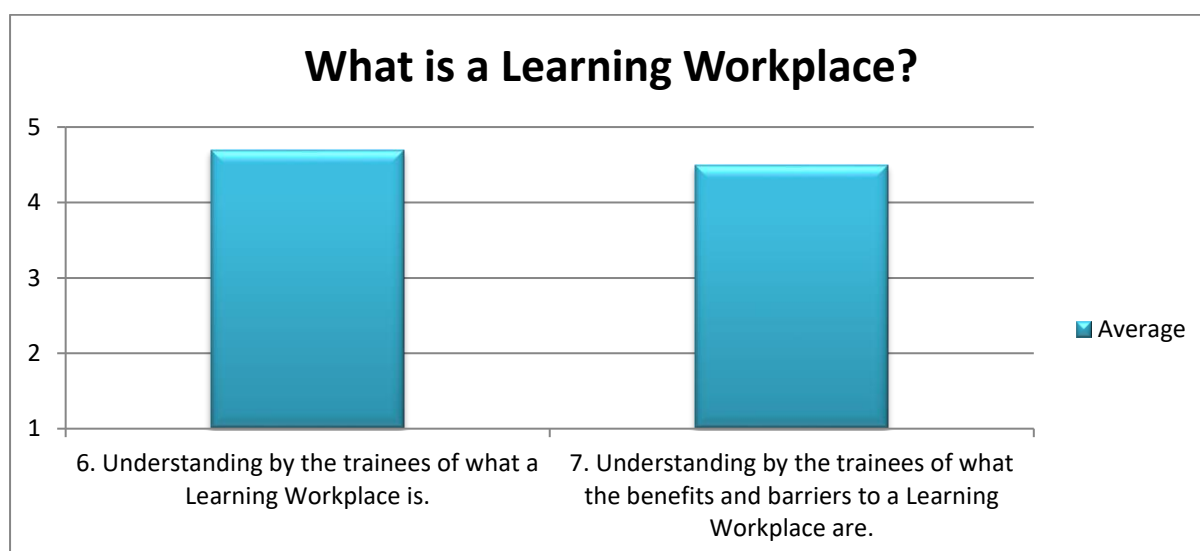 What is a Learning Workplace?
5
4
3
2
1
Average
6. Understanding by the trainees of what a
Learning Workplace is.
7. Understanding by the trainees of what
the benefits and barriers to a Learning
Workplace are.